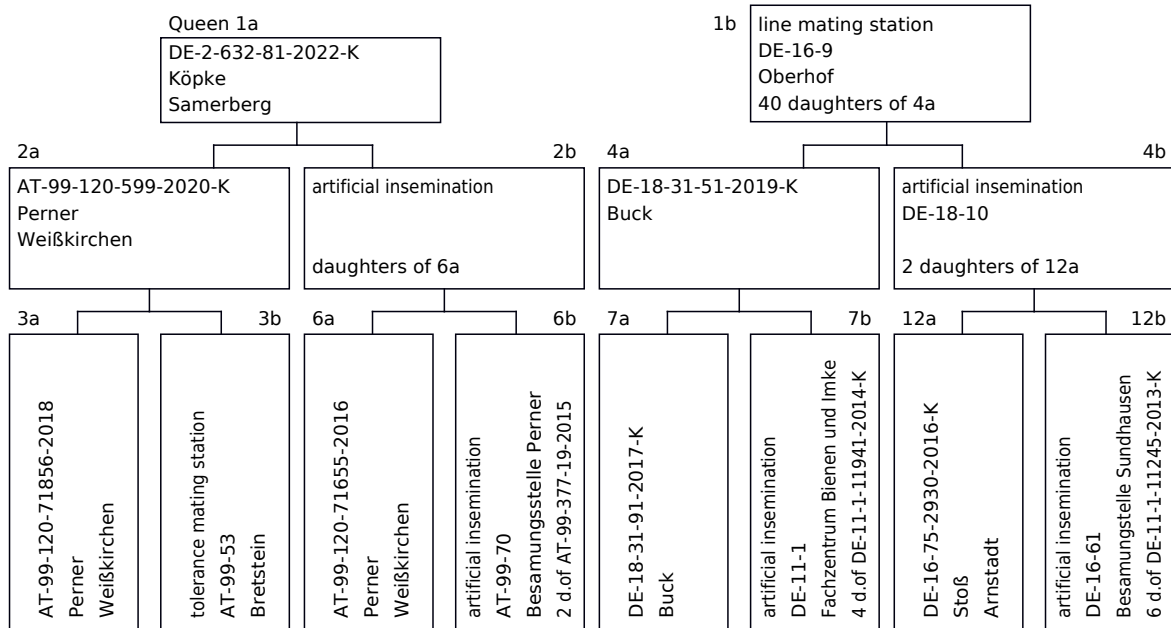 Queen 1a
DE-2-632-81-2022-K
Köpke
Samerberg
1b
line mating station
DE-16-9
Oberhof
40 daughters of 4a
2a
AT-99-120-599-2020-K
Perner
Weißkirchen
2b
artificial insemination
daughters of 6a
4a
DE-18-31-51-2019-K
Buck
4b
artificial insemination
DE-18-10
2 daughters of 12a
3a
AT-99-120-71856-2018
Perner
Weißkirchen
3b
tolerance mating station
AT-99-53
Bretstein
6a
AT-99-120-71655-2016
Perner
Weißkirchen
6b
artificial insemination
AT-99-70
Besamungsstelle Perner
2 d.of AT-99-377-19-2015
7a
DE-18-31-91-2017-K
Buck
7b
artificial insemination
DE-11-1
Fachzentrum Bienen und Imke
4 d.of DE-11-1-11941-2014-K
12a
DE-16-75-2930-2016-K
Stoß
Arnstadt
12b
artificial insemination
DE-16-61
Besamungstelle Sundhausen
6 d.of DE-11-1-11245-2013-K